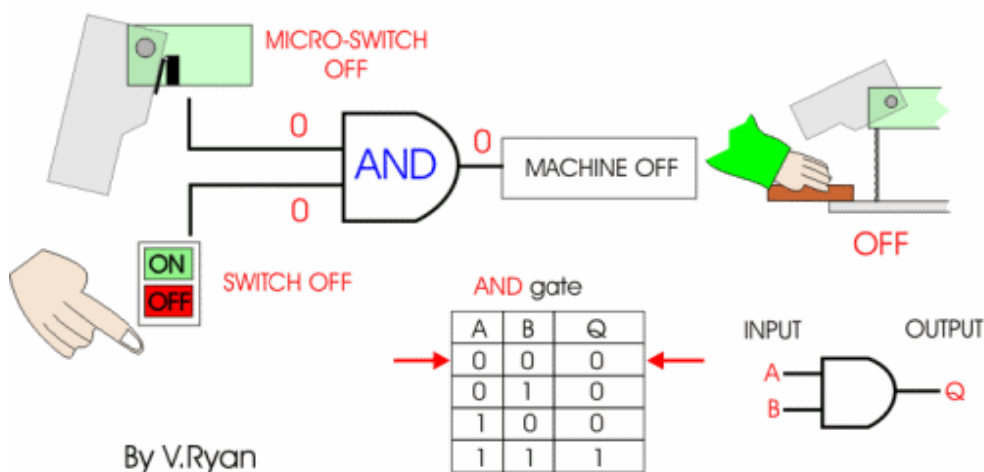 MICRO-SWITCH
OFF
0
0
AND
0
MACHINE OFF
OFF
ON
OFF
SWITCH OFF
AND gate
A B Q
0 0 0
0 1 0
1 0 0
1 1 1
INPUT OUTPUT
A
B
Q
By V.Ryan